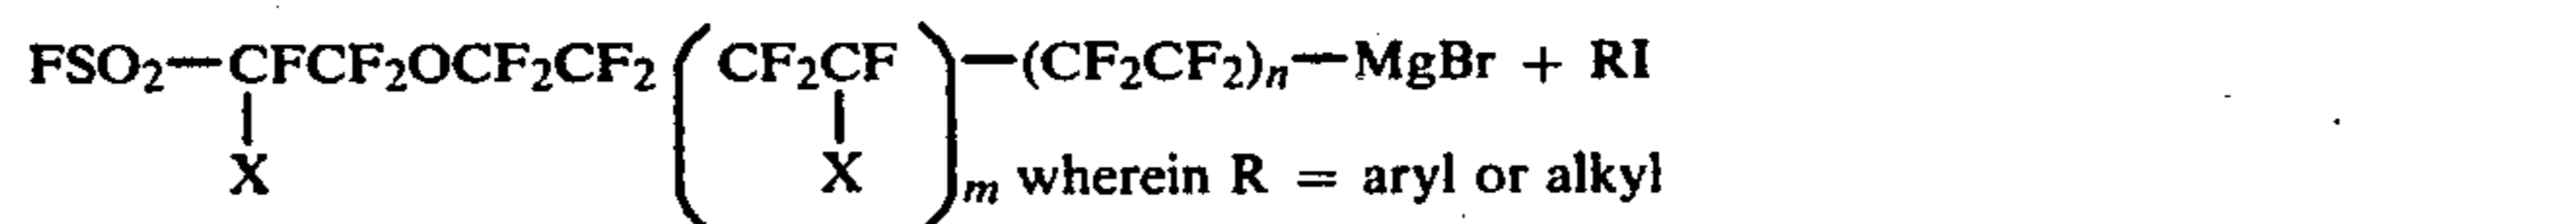 FSO2—CFCF2OCF2CF2(CF2CF)—(CF2CF2)n—MgBr + RI
X X m wherein R = aryl or alkyl